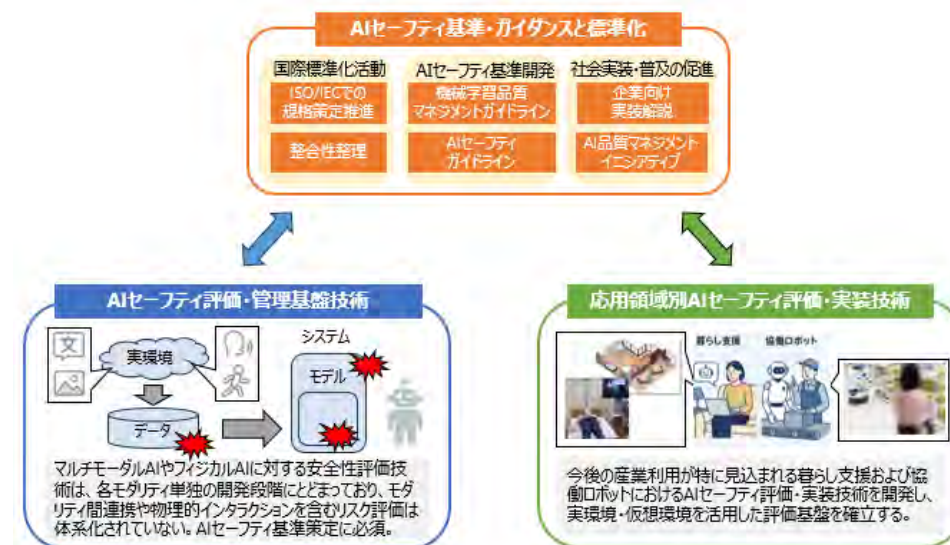 AIセーフティ基準・ガイダンスと標準化
国際標準化活動
ISO/IECでの
規格策定推進
整合性整理
AIセーフティ基準開発
機械学習品質
マネジメントガイドライン
AIセーフティ
ガイドライン
社会実装・普及の促進
企業向け
実装解説
AI品質マネジメント
イニシアティブ
AIセーフティ評価・管理基盤技術
文
実環境
データ
システム
モデル
マルチモーダルAIやフィジカルAIに対する安全性評価技
術は、各モダリティ単独の開発段階にとどまっており、モダ
リティ間連携や物理的インタラクションを含むリスク評価は
体系化されていない。AIセーフティ基準策定に必須。
応用領域別AIセーフティ評価・実装技術
暮らし支援
協働ロボット
今後の産業利用が特に見込まれる暮らし支援および協
働ロボットにおけるAIセーフティ評価・実装技術を開発し、
実環境・仮想環境を活用した評価基盤を確立する。